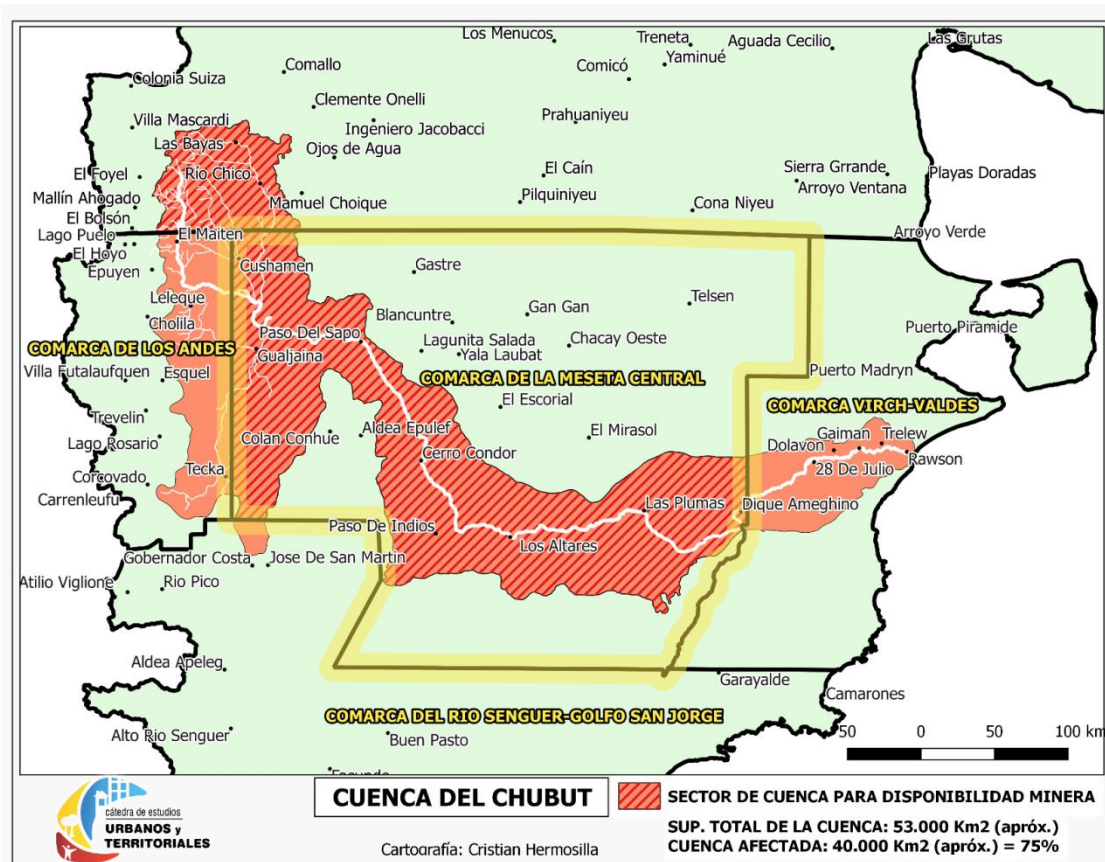 Los Menucos
Treneta
Yaminué
Aguada Cecilio
Las Grutas
Comallo
Comicó
Colonia Suiza
Clemente Onelli
Villa Mascardi
Ingeniero Jacobacci
Prahuaniyeu
Las Bayas
Ojos de Agua
El Foyel
Río Chico
El Caín
Sierra Grrande
Playas Doradas
Mallín Ahogado
Mamuel Choique
Pilquiniyeu
Arroyo Ventana
El Bolsón
Cona Niyeu
Lago Puelo
El Maiten
Arroyo Verde
El Hoyo
Epuyen
Cushamen
Gastre
Leleque
Gan Gan
Telsen
Cholila
Blancuntre
Puerto Piramide
Paso Del Sapo
Lagunita Salada
Chacay Oeste
COMARCA DE LOS ANDES
Gualjaina
Yala Laubat
Villa Futalaufquen
Esquel
COMARCA DE LA MESETA CENTRAL
Puerto Madryn
El Escorial
COMARCA VIRCH-VALDES
Trevelin
Lago Rosario
Colan Conhue
Aldea Epulef
El Mirasol
Dolavon
Gaiman
Trelew
Rawson
Corcovado
Tecka
Cerro Condor
28 De Julio
Carrenleufu
Las Plumas
Dique Ameghino
Paso De Indios
Los Altares
Gobernador Costa
Jose De San Martin
Atilio Viglione
Rio Pico
Aldea Apeleg
Garayalde
Camarones
COMARCA DEL RIO SENGUER-GOLFO SAN JORGE
Alto Rio Senguer
Buen Pasto
50 0 50 100 km
cátedra de estudios
URBANOS y
TERRITORIALES
CUENCA DEL CHUBUT
Cartografía: Cristian Hermosilla
SECTOR DE CUENCA PARA DISPONIBILIDAD MINERA
SUP. TOTAL DE LA CUENCA: 53.000 Km2 (apróx.)
CUENCA AFECTADA: 40.000 Km2 (apróx.) = 75%